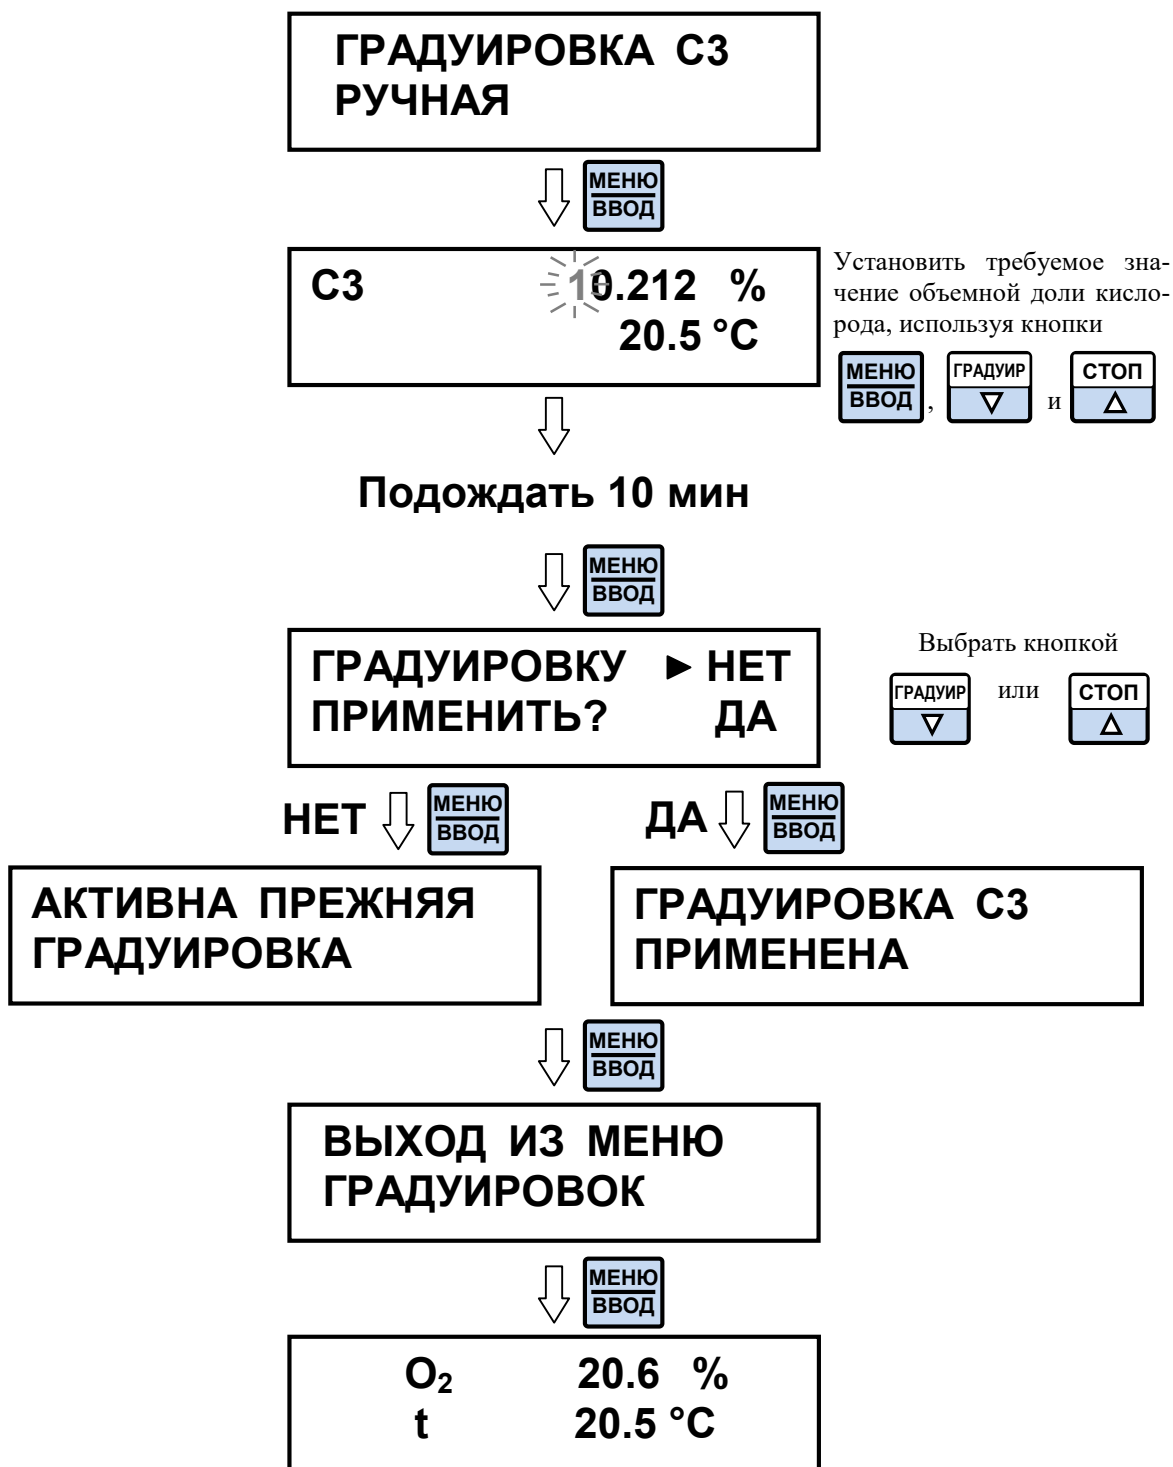 ГРАДУИРОВКА С3
РУЧНАЯ
МЕНЮ
ВВОД
С3 10.212 %
20.5 °C
Установить требуемое зна-
чение объемной доли кисло-
рода, используя кнопки
МЕНЮ
ВВОД
,
ГРАДУИР
и
СТОП
Подождать 10 мин
МЕНЮ
ВВОД
ГРАДУИРОВКУ ►НЕТ
ПРИМЕНИТЬ? ДА
Выбрать кнопкой
ГРАДУИР
или
СТОП
НЕТ
МЕНЮ
ВВОД
ДА
МЕНЮ
ВВОД
АКТИВНА ПРЕЖНЯЯ
ГРАДУИРОВКА
ГРАДУИРОВКА С3
ПРИМЕНЕНА
МЕНЮ
ВВОД
ВЫХОД ИЗ МЕНЮ
ГРАДУИРОВОК
МЕНЮ
ВВОД
O₂ 20.6 %
t 20.5 °C